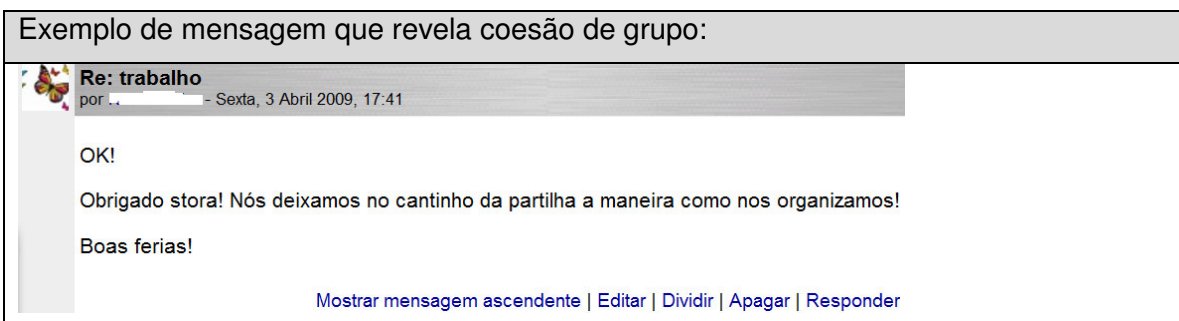 Exemplo de mensagem que revela coesão de grupo:
Re: trabalho
por - Sexta, 3 Abril 2009, 17:41
OK!
Obrigado stora! Nós deixamos no cantinho da partilha a maneira como nos organizamos!
Boas ferias!
Mostrar mensagem ascendente | Editar | Dividir | Apagar | Responder